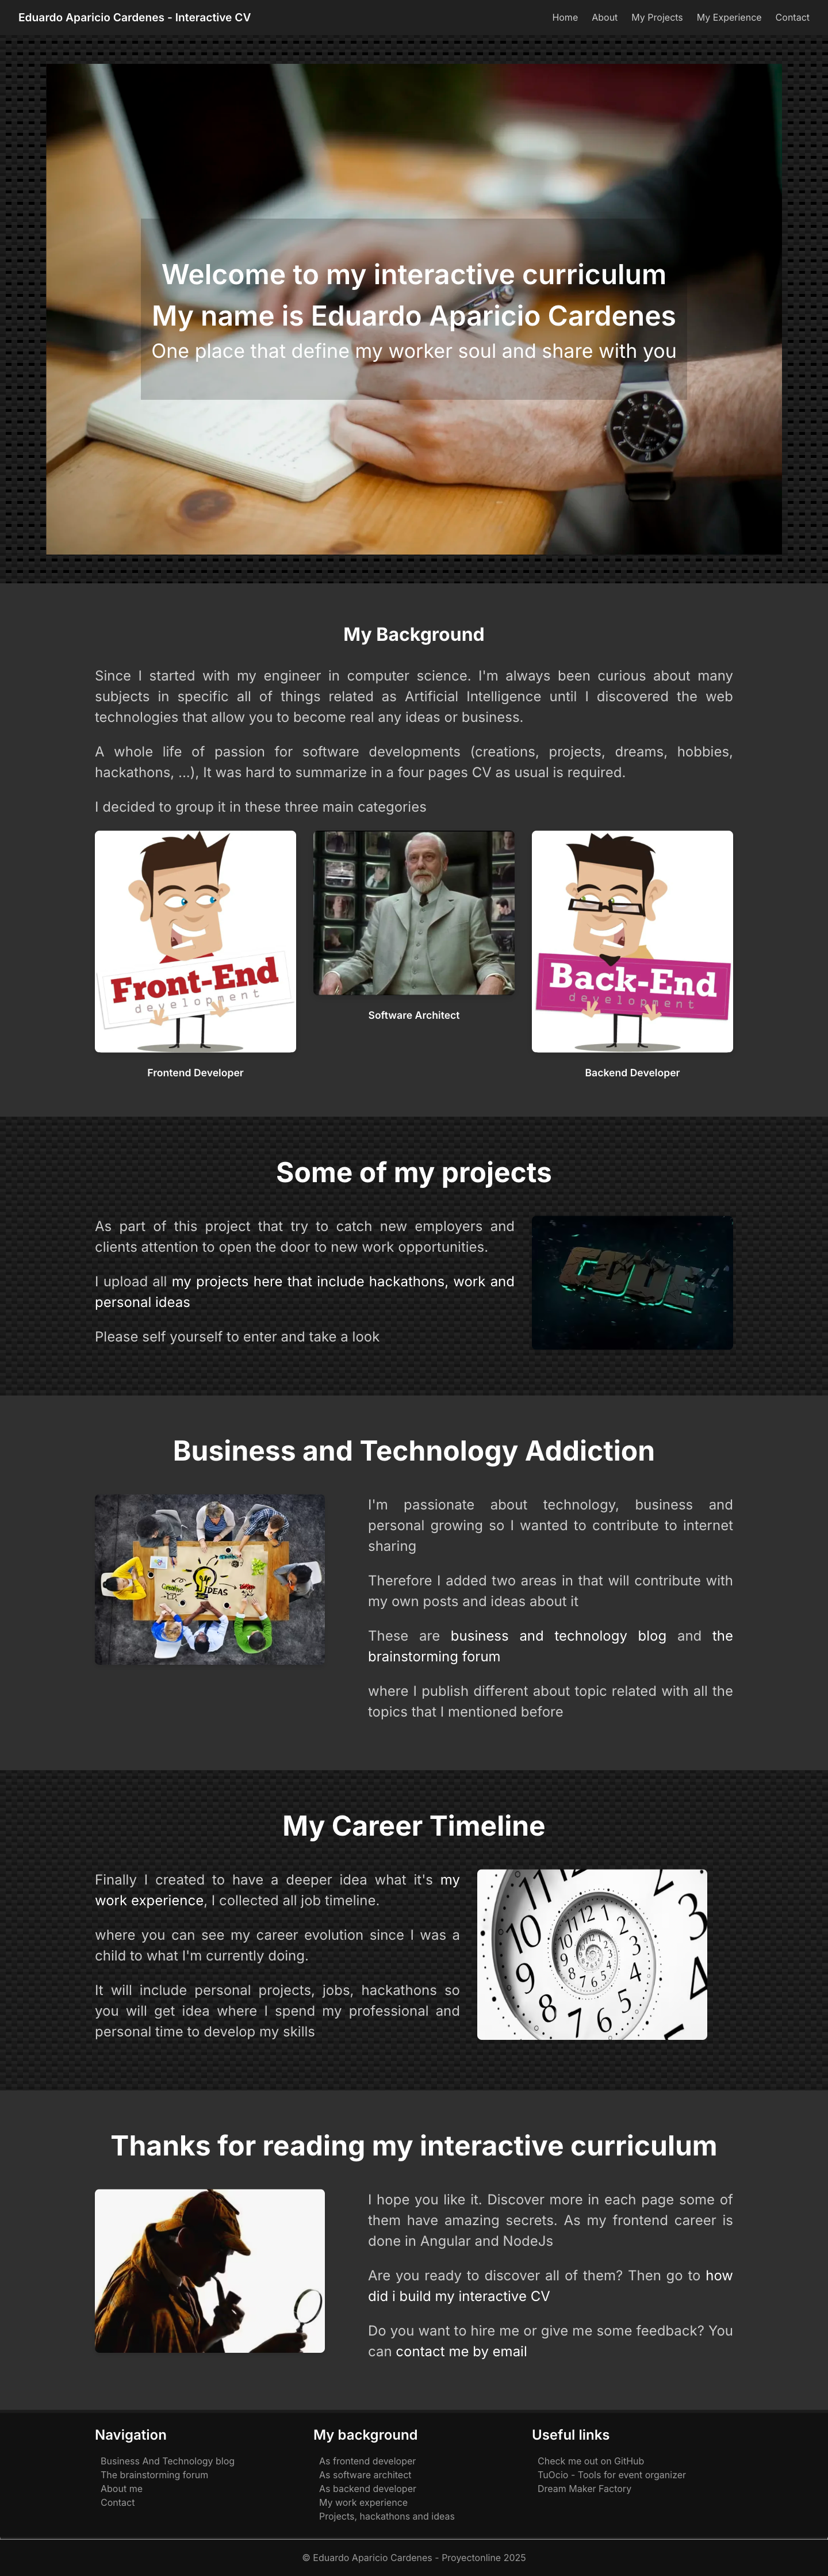 Eduardo Aparicio Cardenes - Interactive CV
Home About My Projects My Experience Contact
Welcome to my interactive curriculum
My name is Eduardo Aparicio Cardenes
One place that define my worker soul and share with you
My Background
Since I started with my engineer in computer science. I'm always been curious about many
subjects in specific all of things related as Artificial Intelligence until I discovered the web
technologies that allow you to become real any ideas or business.
A whole life of passion for software developments (creations, projects, dreams, hobbies,
hackathons, ...), It was hard to summarize in a four pages CV as usual is required.
I decided to group it in these three main categories
Front-End
development
Back-End
development
Software Architect
Frontend Developer
Backend Developer
Some of my projects
As part of this project that try to catch new employers and
clients attention to open the door to new work opportunities.
I upload all my projects here that include hackathons, work and
personal ideas
Please self yourself to enter and take a look
CODE
Business and Technology Addiction
Creative
IDEAS
I'm passionate about technology, business and
personal growing so I wanted to contribute to internet
sharing
Therefore I added two areas in that will contribute with
my own posts and ideas about it
These are business and technology blog and the
brainstorming forum
where I publish different about topic related with all the
topics that I mentioned before
My Career Timeline
Finally I created to have a deeper idea what it's my
work experience, I collected all job timeline.
where you can see my career evolution since I was a
child to what I'm currently doing.
It will include personal projects, jobs, hackathons so
you will get idea where I spend my professional and
personal time to develop my skills
Thanks for reading my interactive curriculum
I hope you like it. Discover more in each page some of
them have amazing secrets. As my frontend career is
done in Angular and NodeJs
Are you ready to discover all of them? Then go to how
did i build my interactive CV
Do you want to hire me or give me some feedback? You
can contact me by email
Navigation
Business And Technology blog
The brainstorming forum
About me
Contact
My background
As frontend developer
As software architect
As backend developer
My work experience
Projects, hackathons and ideas
Useful links
Check me out on GitHub
TuOcio - Tools for event organizer
Dream Maker Factory
© Eduardo Aparicio Cardenes - Proyectonline 2025